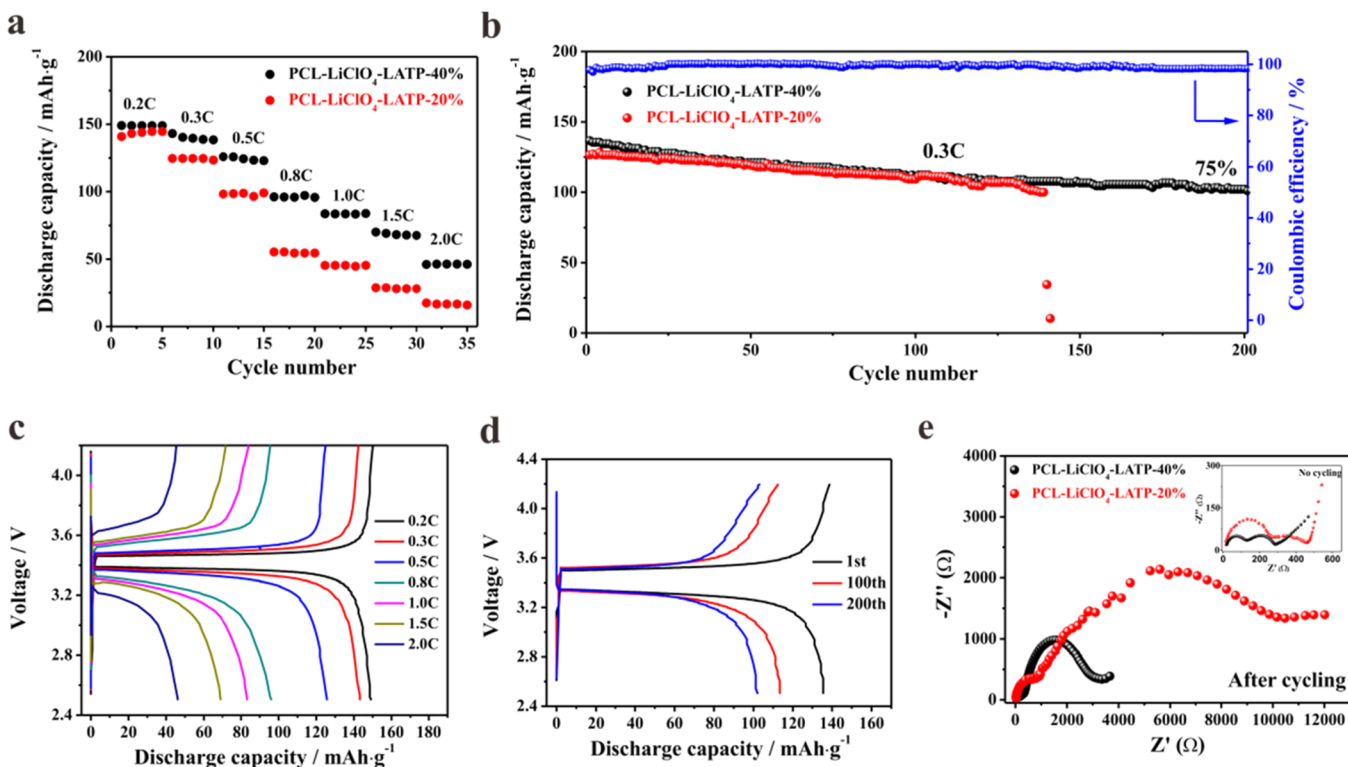 a
200
150
100
50
0
Discharge capacity / mAh·g⁻¹
PCL-LiClO₄-LATP-40%
PCL-LiClO₄-LATP-20%
0.2C
0.3C
0.5C
0.8C
1.0C
1.5C
2.0C
0 5 10 15 20 25 30 35
Cycle number
b
200
150
100
50
0
Discharge capacity / mAh·g⁻¹
PCL-LiClO₄-LATP-40%
PCL-LiClO₄-LATP-20%
0.3C
75%
0 50 100 150 200
Cycle number
100
80
60
40
20
0
Coulombic efficiency / %
c
4.0
3.6
3.2
2.8
2.4
Voltage / V
0.2C
0.3C
0.5C
0.8C
1.0C
1.5C
2.0C
0 20 40 60 80 100 120 140 160 180
Discharge capacity / mAh·g⁻¹
d
4.4
4.0
3.6
3.2
2.8
2.4
Voltage / V
1st
100th
200th
0 20 40 60 80 100 120 140 160
Discharge capacity / mAh·g⁻¹
e
4000
3000
2000
1000
0
-Z'' (Ω)
PCL-LiClO₄-LATP-40%
PCL-LiClO₄-LATP-20%
No cycling
300
150
0
-Z'' (Ω)
0 200 400 600
Z' (Ω)
After cycling
0 2000 4000 6000 8000 10000 12000
Z' (Ω)